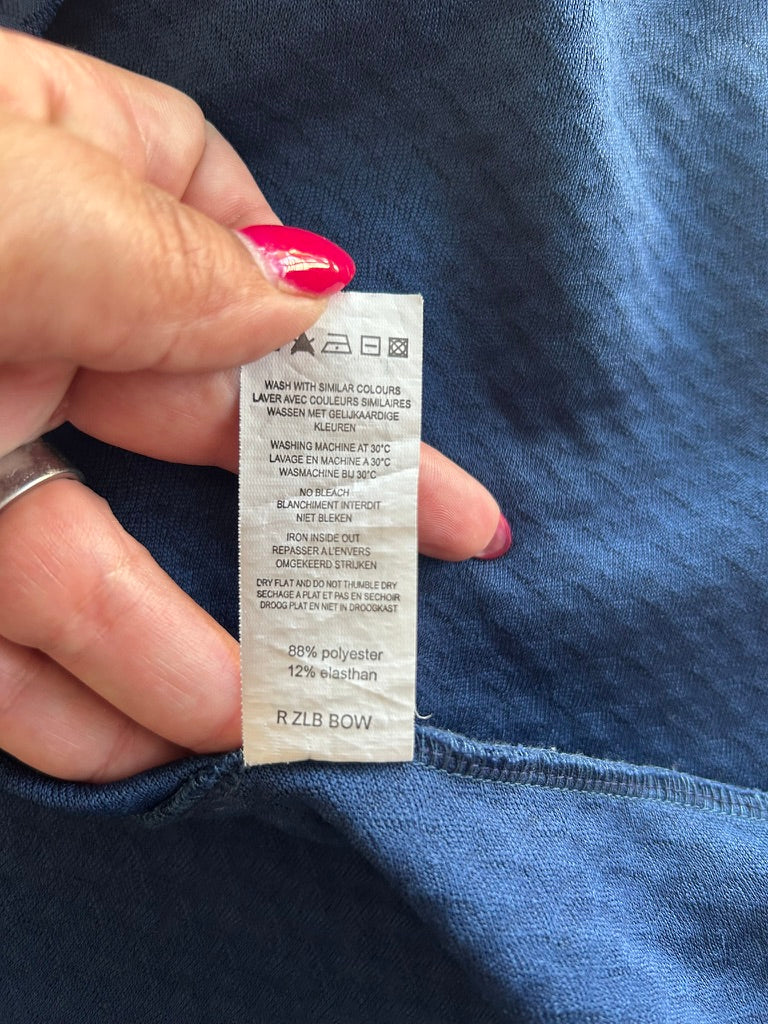 WASH WITH SIMILAR COLOURS
LAVER AVEC COULEURS SIMILAIRES
WASSEN MET GELIJKAARDIGE
KLEUREN
WASHING MACHINE AT 30°C
LAVAGE EN MACHINE A 30°C
WASMACHINE BIJ 30°C
NO BLEACH
BLANCHIMENT INTERDIT
NIET BLEKEN
IRON INSIDE OUT
REPASSER A L'ENVERS
OMGEKEERD STRIJKEN
DRY FLAT AND DO NOT THUMBLE DRY
SECHAGE A PLAT ET PAS EN SECHOIR
DROOG PLAT EN NIET IN DROOGKAST
88% polyester
12% elasthan
R ZLB BOW